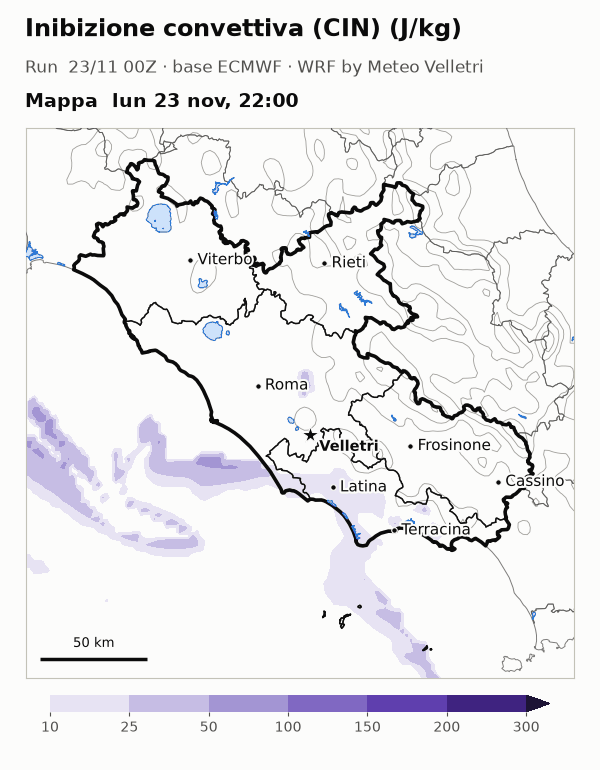 Inibizione convettiva (CIN) (J/kg)
Run  23/11 00Z · base ECMWF · WRF by Meteo Velletri
Mappa  lun 23 nov, 22:00
Viterbo
Rieti
Roma
Velletri
Frosinone
Cassino
Latina
Terracina
50 km
10 25 50 100 150 200 300